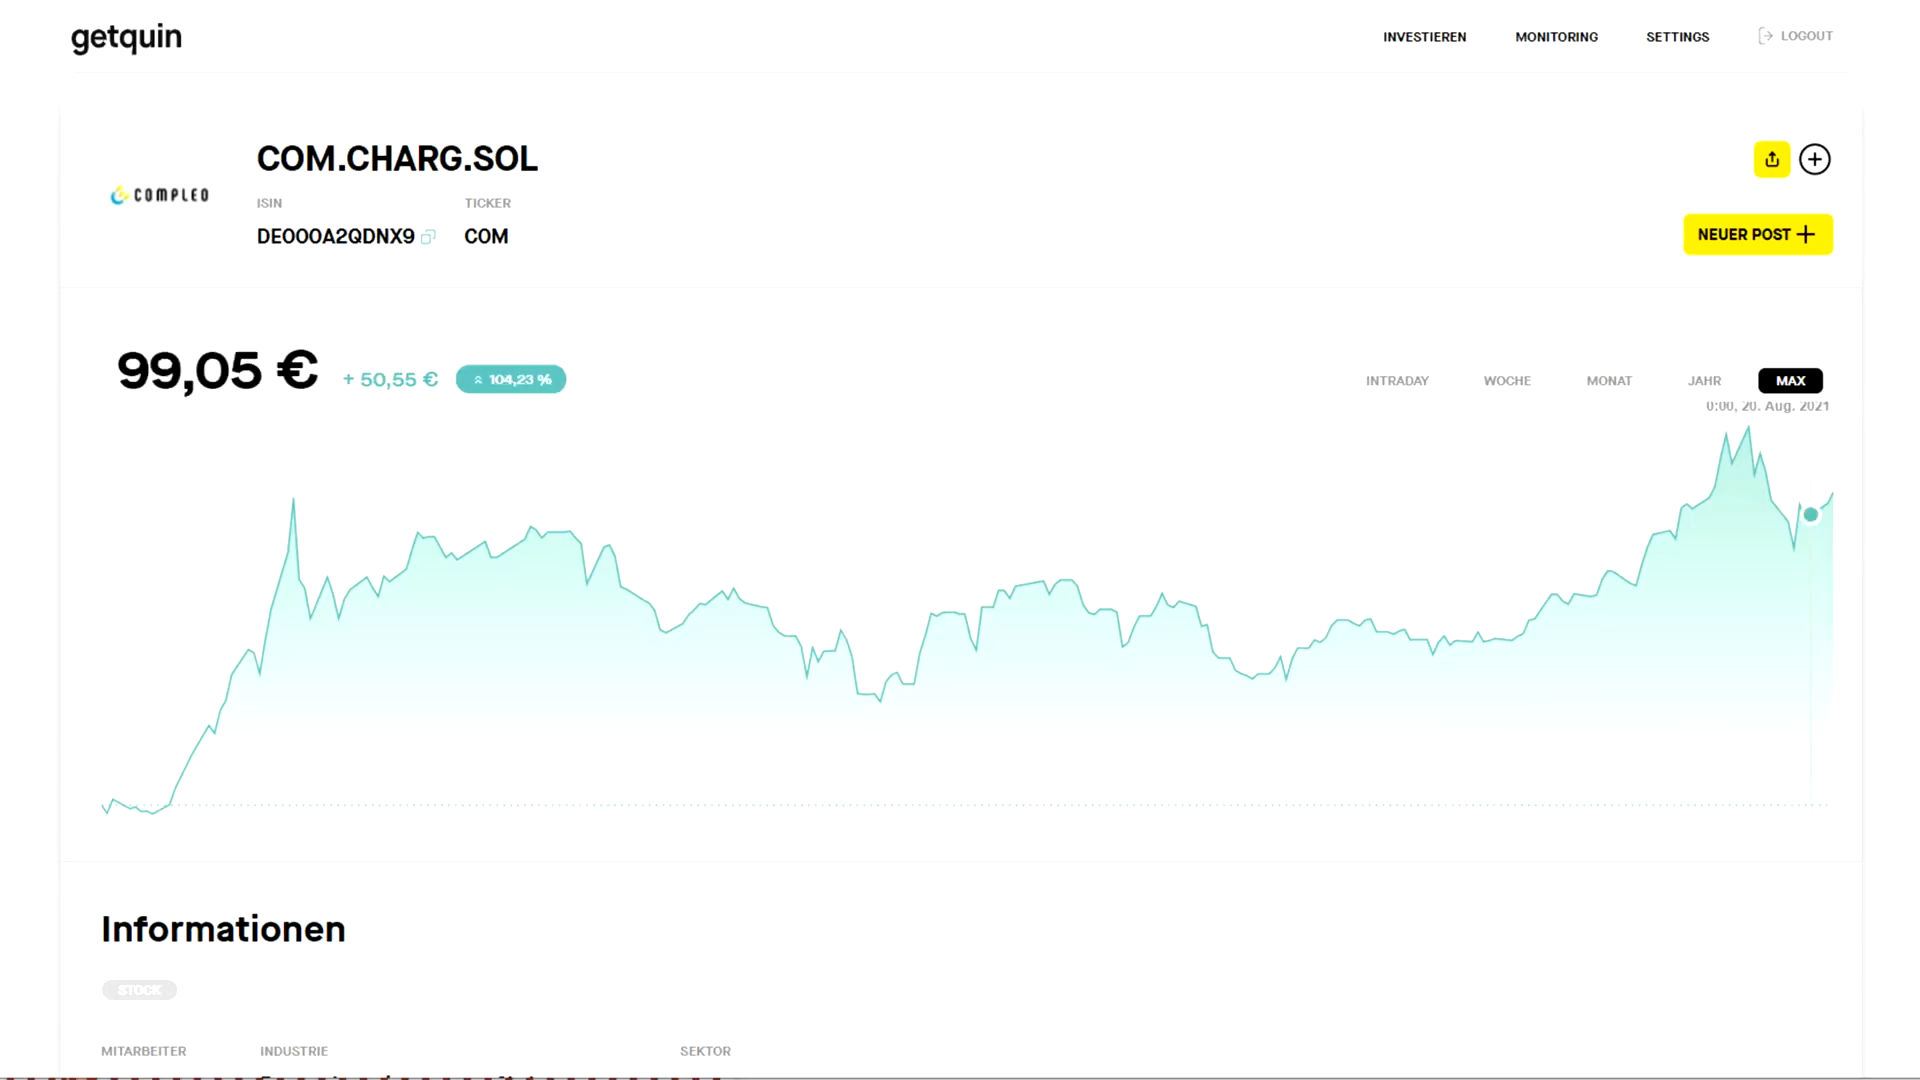 getquin
INVESTIEREN MONITORING SETTINGS LOGOUT
COM.CHARG.SOL
COMPLEO
ISIN TICKER
DE000A2QDNX9 COM
NEUER POST
99,05 € + 50,55 € 104,23 %
INTRADAY WOCHE MONAT JAHR MAX
0:00, 20. Aug. 2021
Informationen
STOCK
MITARBEITER INDUSTRIE SEKTOR